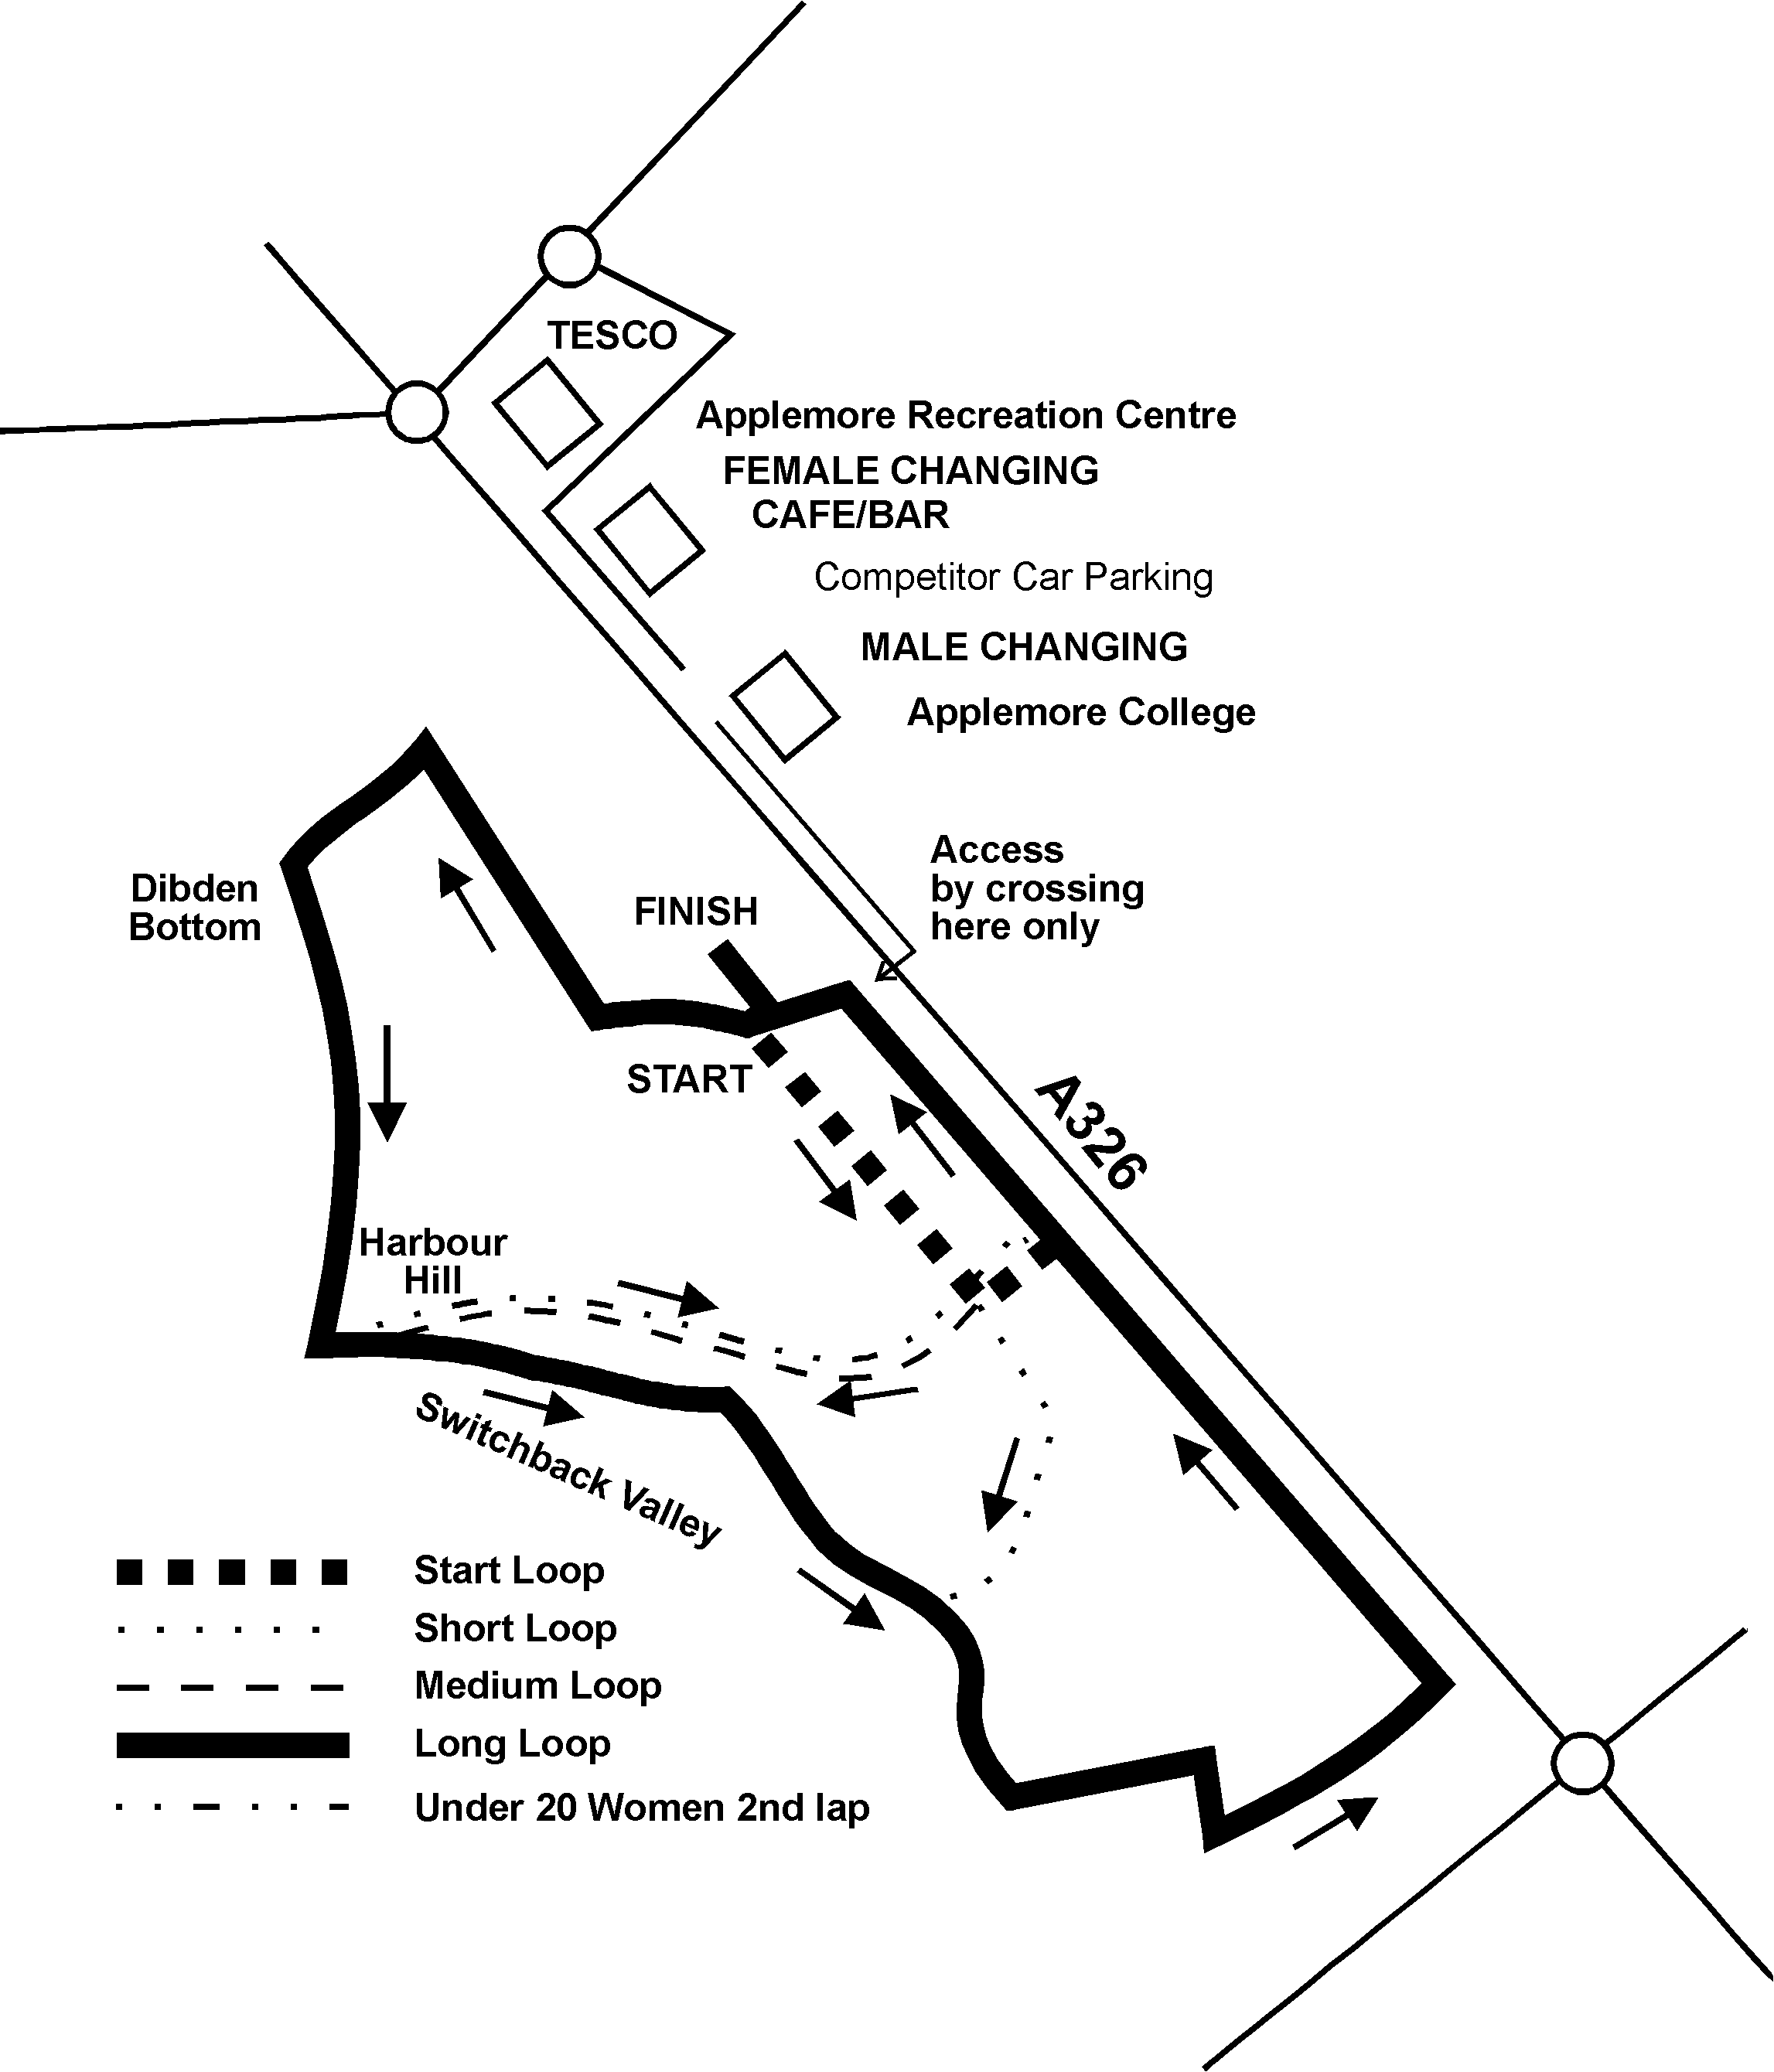 TESCO
Applemore Recreation Centre
FEMALE CHANGING
CAFE/BAR
Competitor Car Parking
MALE CHANGING
Applemore College
Access
by crossing
here only
Dibden
Bottom
FINISH
START
A326
Harbour
Hill
Switchback Valley
Start Loop
Short Loop
Medium Loop
Long Loop
Under 20 Women 2nd lap